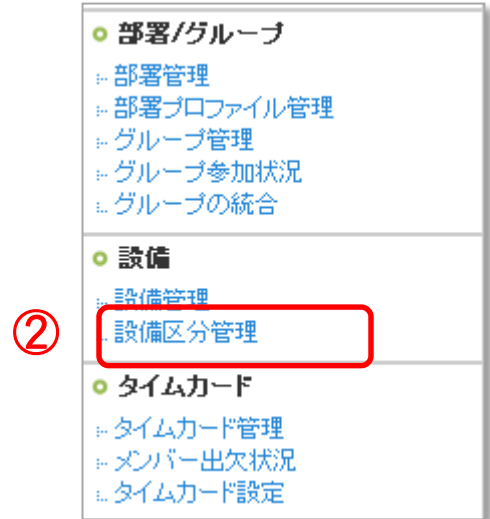 部署/グループ
部署管理
部署プロファイル管理
グループ管理
グループ参加状況
グループの統合
設備
設備管理
② 設備区分管理
タイムカード
タイムカード管理
メンバー出欠状況
タイムカード設定